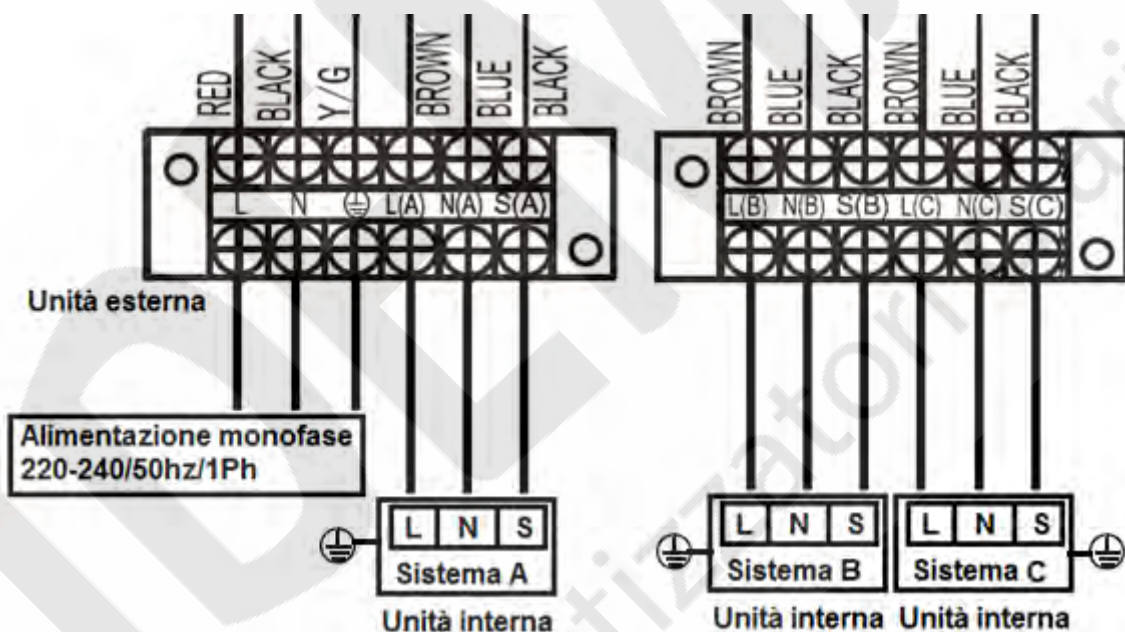 RED BLACK Y/G BROWN BLUE BLACK
BROWN BLUE BLACK BROWN BLUE BLACK
L N L(A) N(A) S(A)
L(B) N(B) S(B) L(C) N(C) S(C)
Unità esterna
Alimentazione monofase
220-240/50hz/1Ph
L N S
Sistema A
Unità interna
L N S
Sistema B
Unità interna
L N S
Sistema C
Unità interna